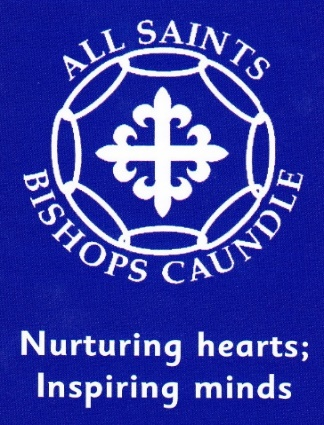 ALL SAINTS
BISHOPS CAUNDLE
Nurturing hearts;
Inspiring minds